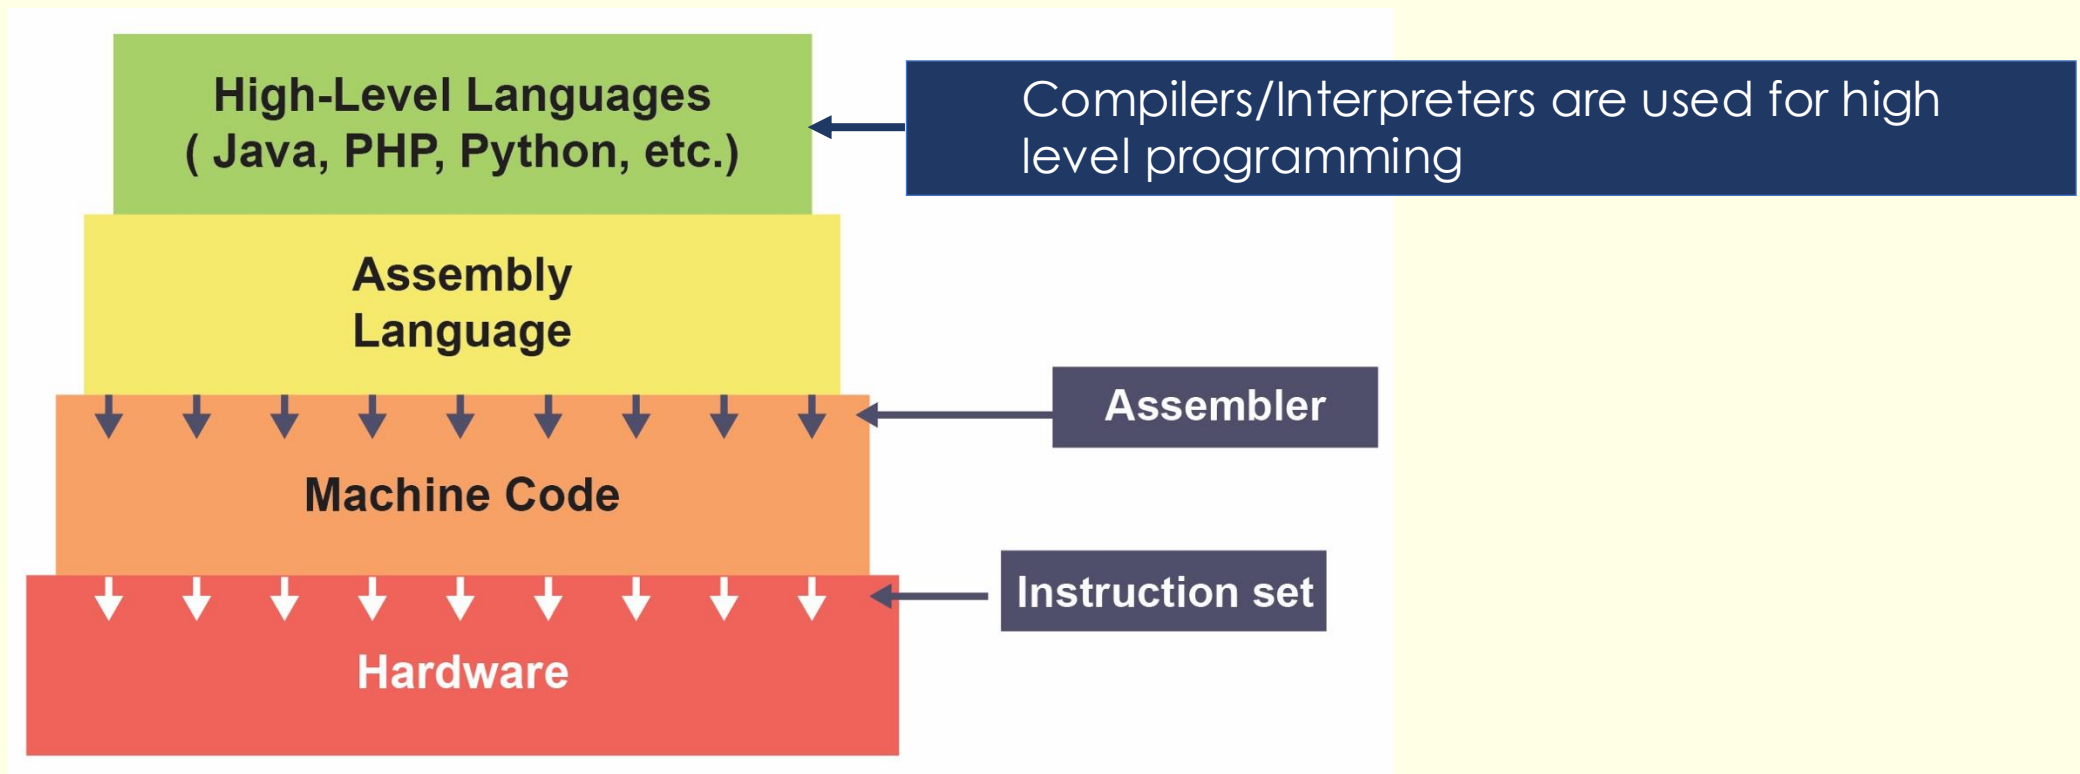 High-Level Languages
( Java, PHP, Python, etc.)
Compilers/Interpreters are used for high
level programming
Assembly
Language
Assembler
Machine Code
Instruction set
Hardware